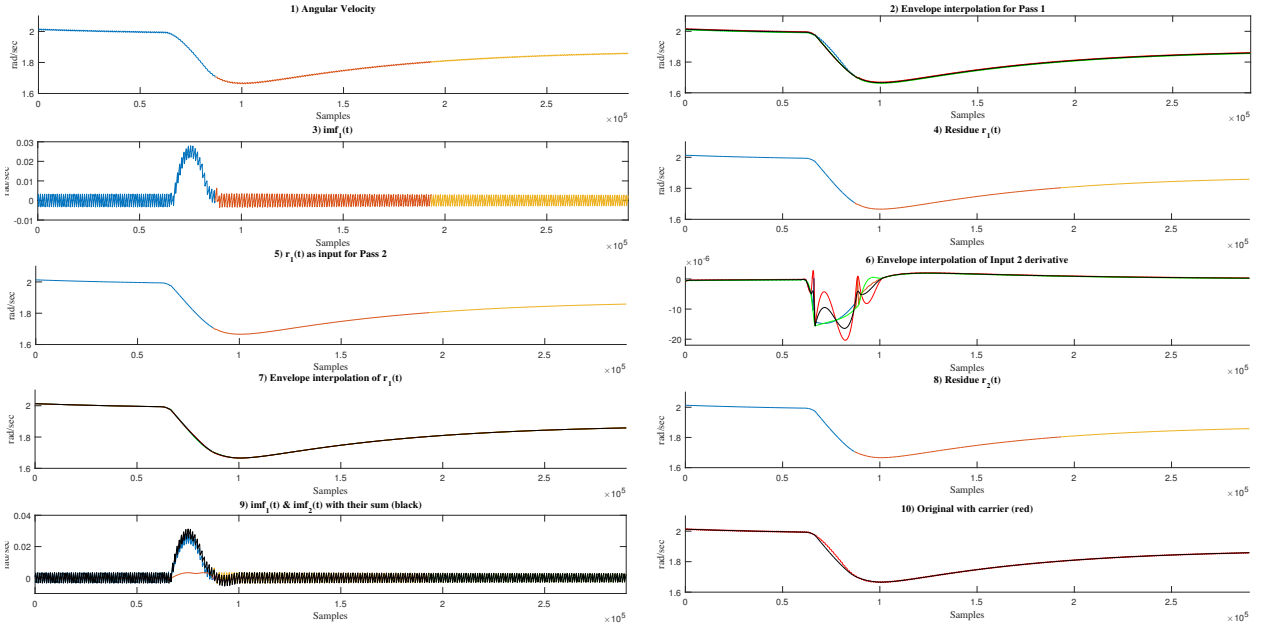 1) Angular Velocity
rad/sec
2
1.8
1.6
0 0.5 1 1.5 2 2.5
Samples
×10^5
2) Envelope interpolation for Pass 1
rad/sec
2
1.8
1.6
0 0.5 1 1.5 2 2.5
Samples
×10^5
3) imf_1(t)
0.03
0.02
0.01
0
-0.01
0 0.5 1 1.5 2 2.5
Samples
×10^5
4) Residue r_1(t)
rad/sec
2
1.8
1.6
0 0.5 1 1.5 2 2.5
Samples
×10^5
5) r_1(t) as input for Pass 2
rad/sec
2
1.8
1.6
0 0.5 1 1.5 2 2.5
Samples
×10^5
6) Envelope interpolation of Input 2 derivative
×10^-6
0
-10
-20
0 0.5 1 1.5 2 2.5
Samples
×10^5
7) Envelope interpolation of r_1(t)
rad/sec
2
1.8
1.6
0 0.5 1 1.5 2 2.5
Samples
×10^5
8) Residue r_2(t)
rad/sec
2
1.8
1.6
0 0.5 1 1.5 2 2.5
Samples
×10^5
9) imf_1(t) & imf_2(t) with their sum (black)
0.04
0.02
0
0 0.5 1 1.5 2 2.5
Samples
×10^5
10) Original with carrier (red)
rad/sec
2
1.8
1.6
0 0.5 1 1.5 2 2.5
Samples
×10^5